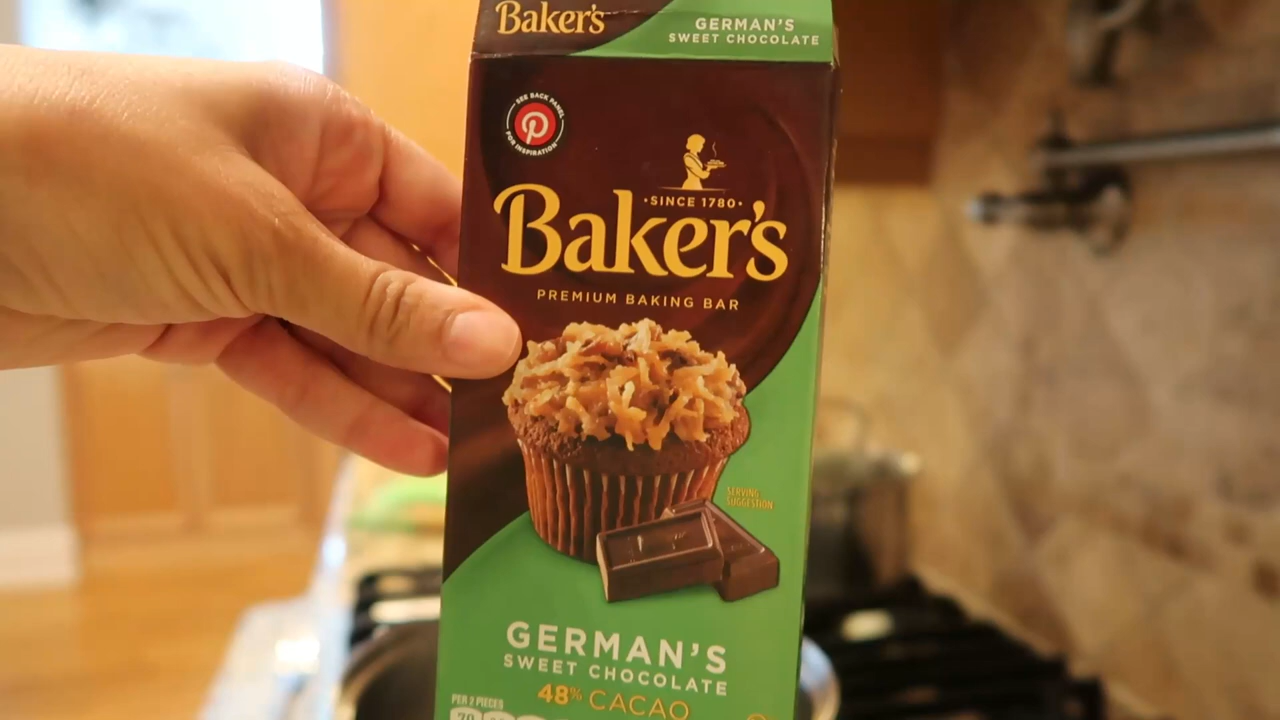 Baker's
GERMAN'S
SWEET CHOCOLATE
SEE BACK PANEL
FOR INSPIRATION
·SINCE 1780·
Baker's
PREMIUM BAKING BAR
SERVING
SUGGESTION
GERMAN'S
SWEET CHOCOLATE
48% CACAO
PER 2 PIECES